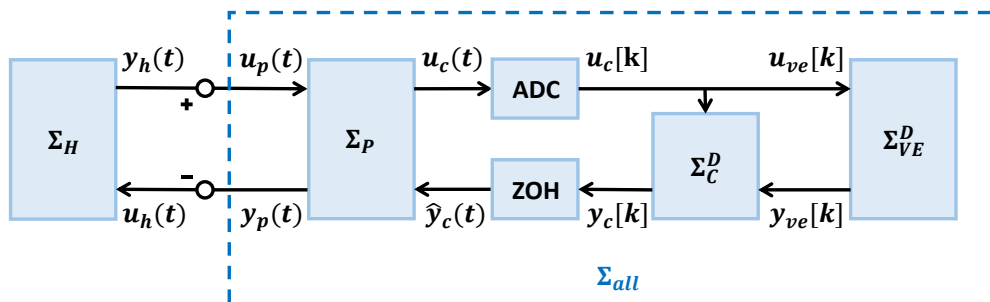 y_h(t) u_p(t) u_c(t) u_c[k] u_ve[k]
+
ADC
Σ_H Σ_P Σ_C^D Σ_VE^D
−
ZOH
u_h(t) y_p(t) ŷ_c(t) y_c[k] y_ve[k]
Σ_all